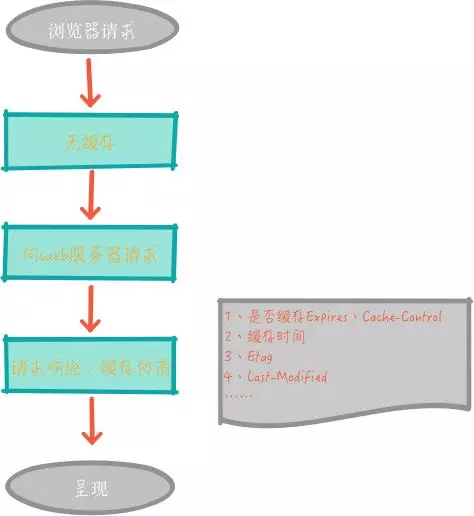 浏览器请求
无缓存
向web服务器请求
请求响应，缓存协商
1、是否缓存Expires、Cache-Control
2、缓存时间
3、Etag
4、Last-Modified
......
呈现